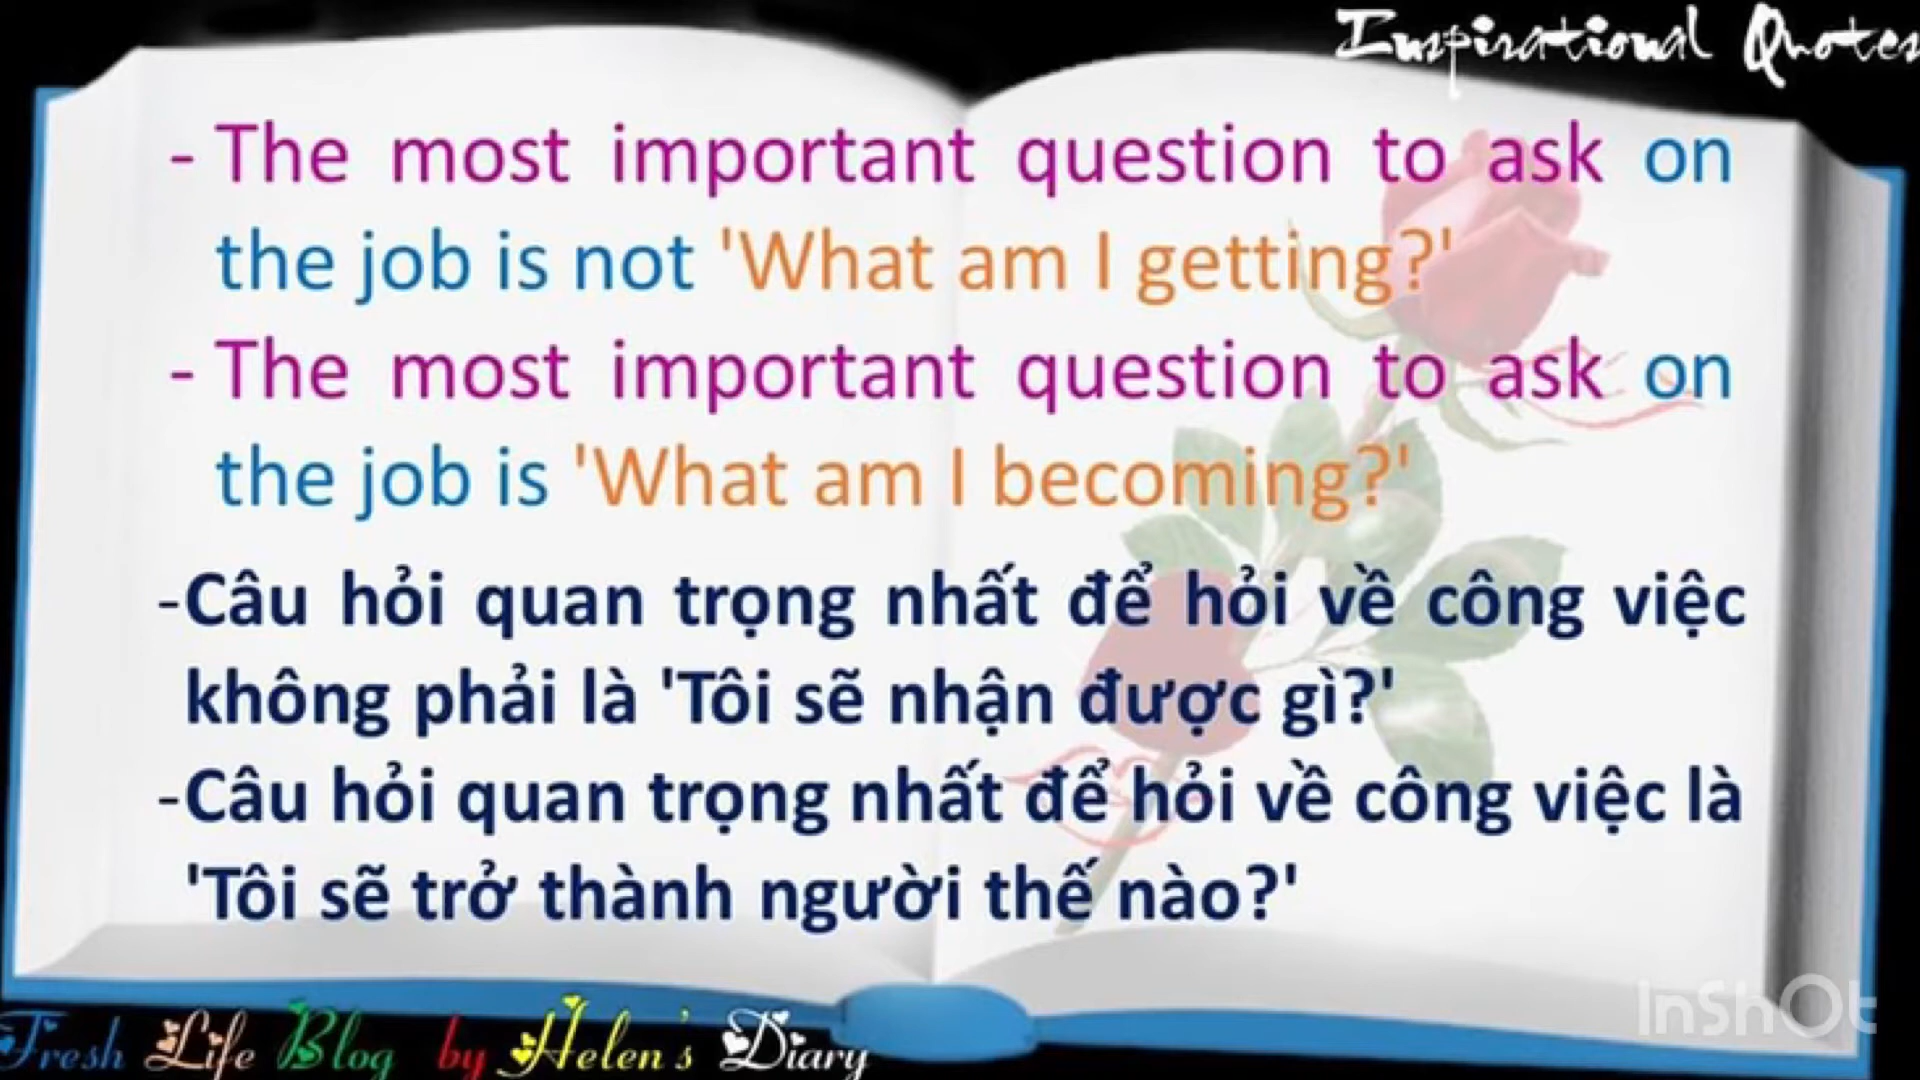 Inspirational Quotes
- The most important question to ask on
the job is not 'What am I getting?'
- The most important question to ask on
the job is 'What am I becoming?'
-Câu hỏi quan trọng nhất để hỏi về công việc
không phải là 'Tôi sẽ nhận được gì?'
-Câu hỏi quan trọng nhất để hỏi về công việc là
'Tôi sẽ trở thành người thế nào?'
InShOt
Fresh Life Blog by Helen's Diary